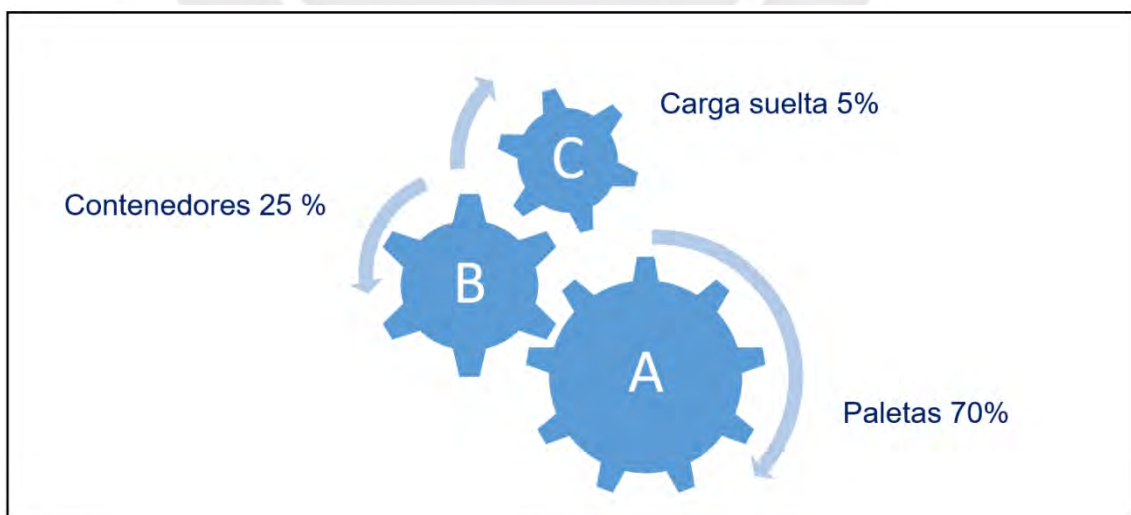 Carga suelta 5%
C
Contenedores 25 %
B
A
Paletas 70%